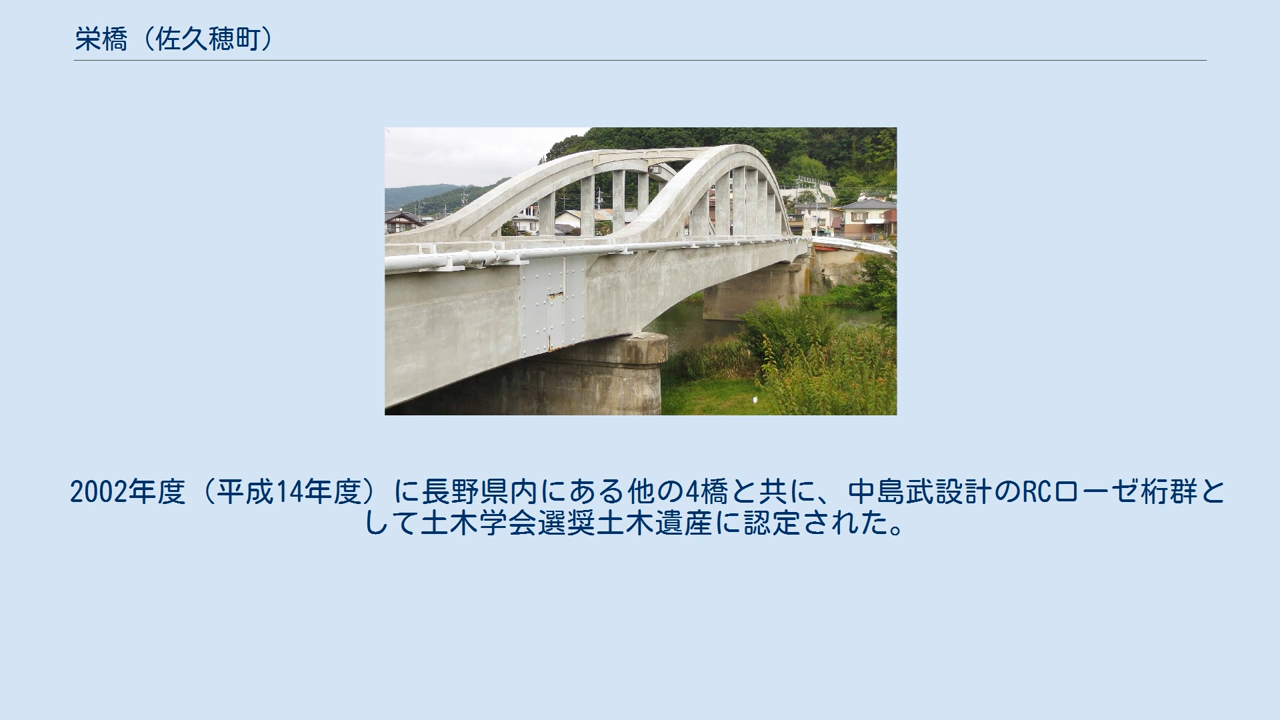 栄橋（佐久穂町）
2002年度（平成14年度）に長野県内にある他の4橋と共に、中島武設計のRCローゼ桁群と
して土木学会選奨土木遺産に認定された。